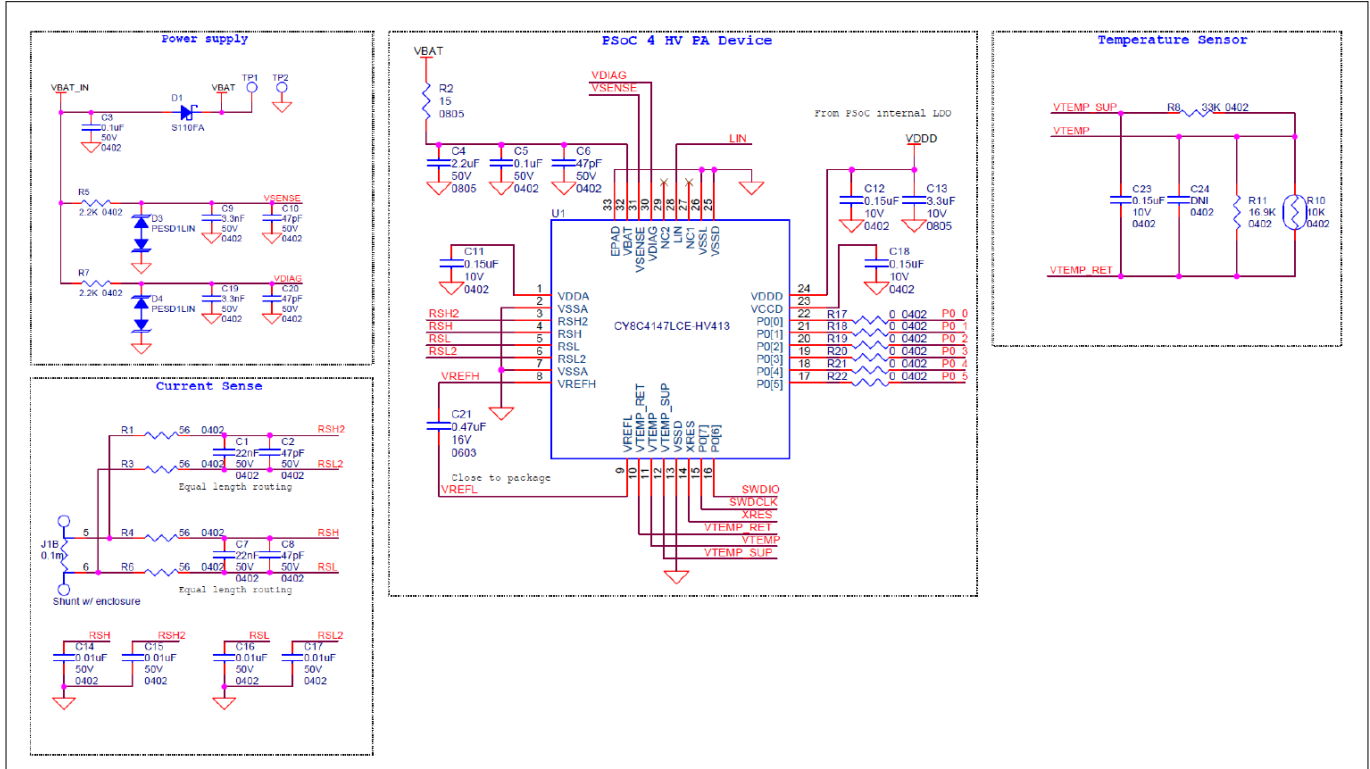 Power supply
VBAT_IN
D1
S110FA
VBAT
TP1
TP2
C3
0.1uF
50V
0402
R5
2.2K 0402
VSENSE
D3
PESD1LIN
C9
3.3nF
50V
0402
C10
47pF
50V
0402
R7
2.2K 0402
VDIAG
D4
PESD1LIN
C19
3.3nF
50V
0402
C20
47pF
50V
0402
Current Sense
R1 56 0402 RSH2
C1
22nF
50V
0402
C2
47pF
50V
0402
R3 56 0402 RSL2
Equal length routing
5 R4 56 0402 RSH
J1B
0.1m
C7
22nF
50V
0402
C8
47pF
50V
0402
6 R6 56 0402 RSL
Equal length routing
Shunt w/ enclosure
RSH
C14
0.01uF
50V
0402
RSH2
C15
0.01uF
50V
0402
RSL
C16
0.01uF
50V
0402
RSL2
C17
0.01uF
50V
0402
PSoC 4 HV PA Device
VBAT
R2
15
0805
VDIAG
VSENSE
LIN
From PSoC internal LDO
VDDD
C4
2.2uF
50V
0805
C5
0.1uF
50V
0402
C6
47pF
50V
0402
C12
0.15uF
10V
0402
C13
3.3uF
10V
0805
33 32 31 30 29 28 27 26 25
U1
EPAD VBAT VSENSE VDIAG NC2 LIN NC1 VSSL VSSD
C11
0.15uF
10V
0402
C18
0.15uF
10V
0402
CY8C4147LCE-HV413
1 VDDA
2 VSSA
RSH2 3 RSH2
RSH 4 RSH
RSL 5 RSL
RSL2 6 RSL2
7 VSSA
VREFH 8 VREFH
VDDD 24
VCCD 23
P0[0] 22 R17 0 0402 P0_0
P0[1] 21 R18 0 0402 P0_1
P0[2] 20 R19 0 0402 P0_2
P0[3] 19 R20 0 0402 P0_3
P0[4] 18 R21 0 0402 P0_4
P0[5] 17 R22 0 0402 P0_5
VREFL VTEMP_RET VTEMP VTEMP_SUP VSSD XRES P0[7] P0[6]
9 10 11 12 13 14 15 16
C21
0.47uF
16V
0603
Close to package
VREFL
SWDIO
SWDCLK
XRES
VTEMP_RET
VTEMP
VTEMP_SUP
Temperature Sensor
VTEMP_SUP
R8 33K 0402
VTEMP
C23
0.15uF
10V
0402
C24
DNI
0402
R11
16.9K
0402
R10
10K
0402
VTEMP_RET